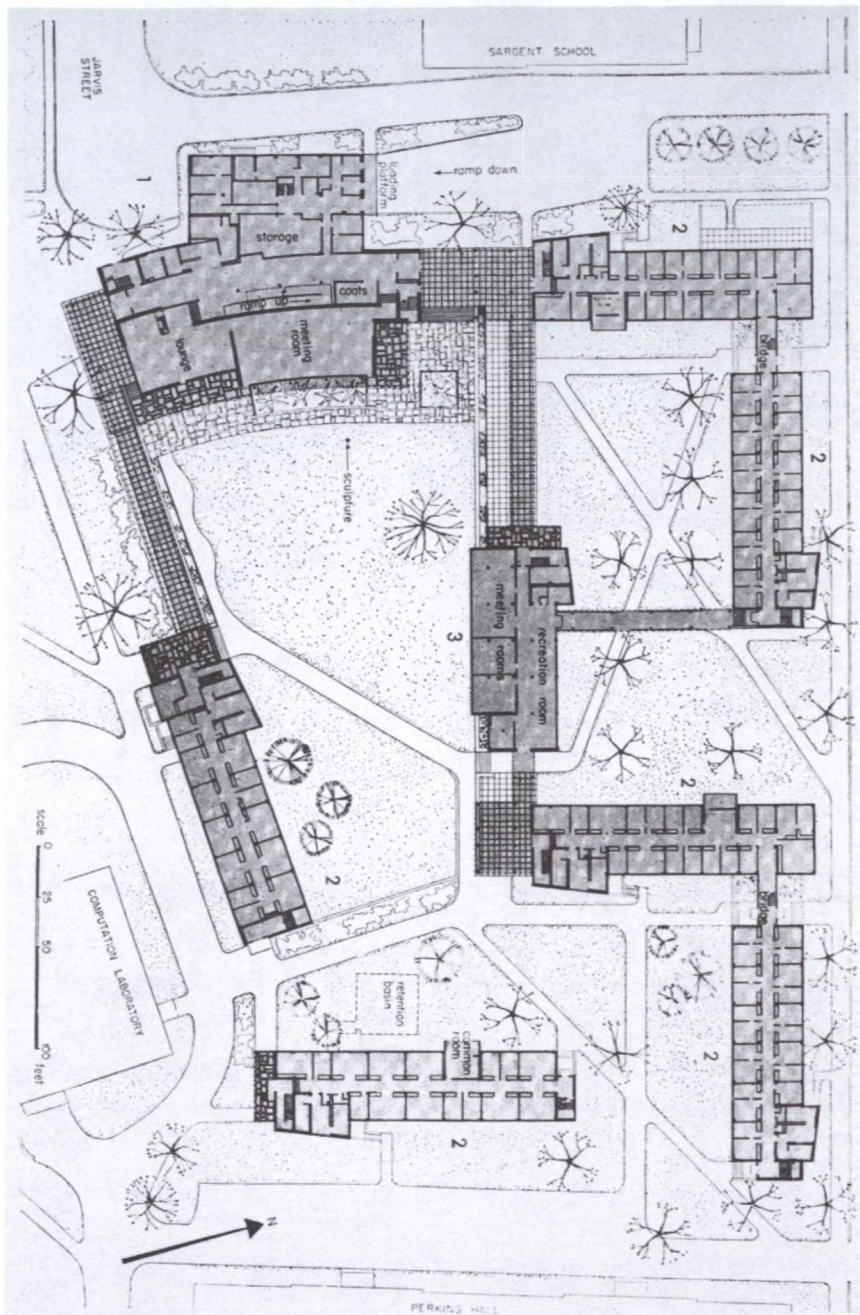 SARGENT SCHOOL
JARVIS
STREET
1
loading
platform
ramp down
2
storage
coats
ramp up
meeting
room
lounge
bridge
2
sculpture
meeting rooms
recreation room
3
2
2
bridge
scale 0 25 50 100 feet
COMPUTATION LABORATORY
retention
basin
common
room
2
2
N
PERKINS HALL